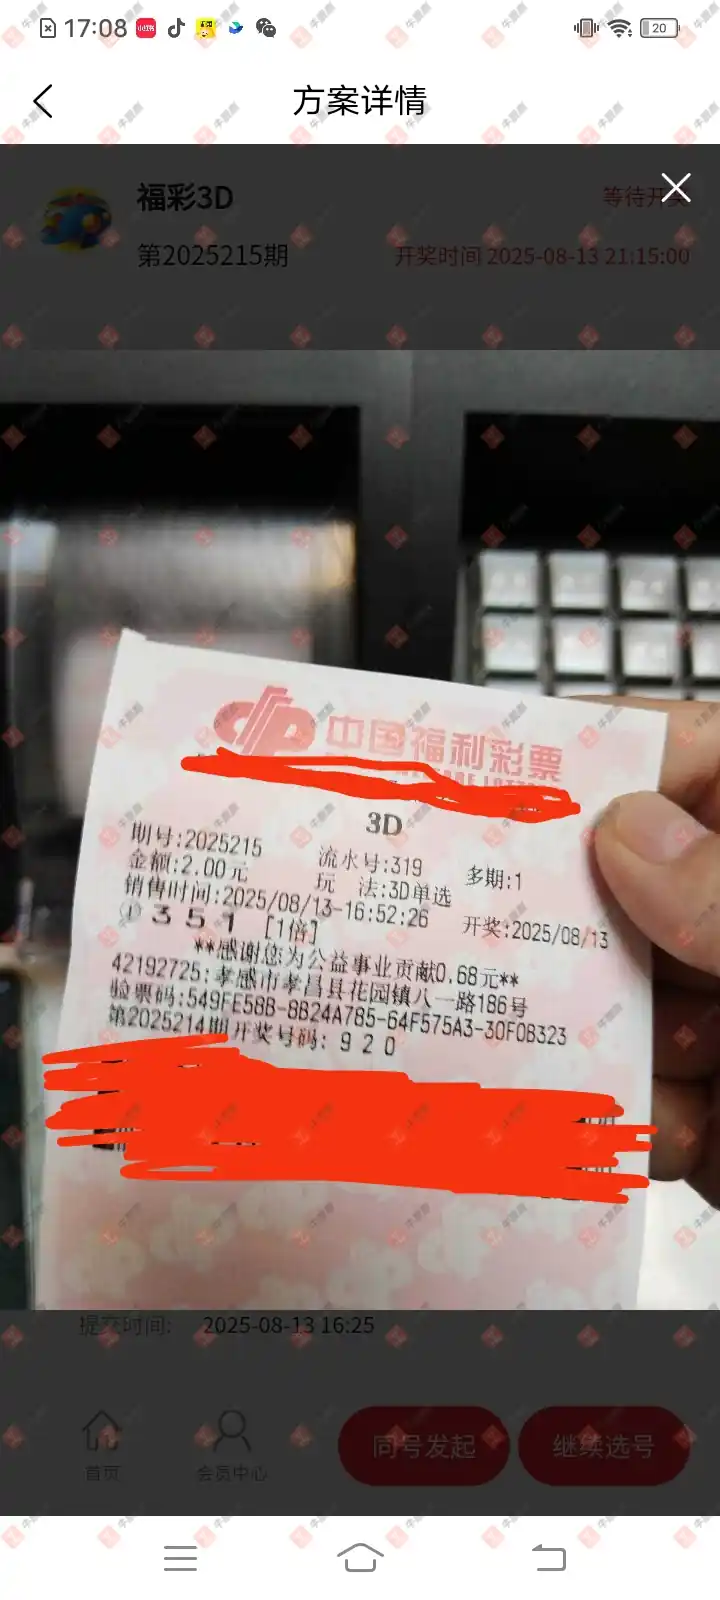 17:08
20
方案详情
福彩3D
等待开奖
第2025215期
开奖时间 2025-08-13 21:15:00
中国福利彩票
3D
期号:2025215
流水号:319
多期:1
金额:2.00元
玩 法:3D单选
销售时间:2025/08/13-16:52:26
开奖:2025/08/13
① 3 5 1 [1倍]
**感谢您为公益事业贡献0.68元**
42192725:孝感市孝昌县花园镇八一路186号
验票码:549FE58B-8B24A785-64F575A3-30F0B323
第2025214期开奖号码: 9 2 0
提交时间: 2025-08-13 16:25
首页
会员中心
同号发起
继续选号